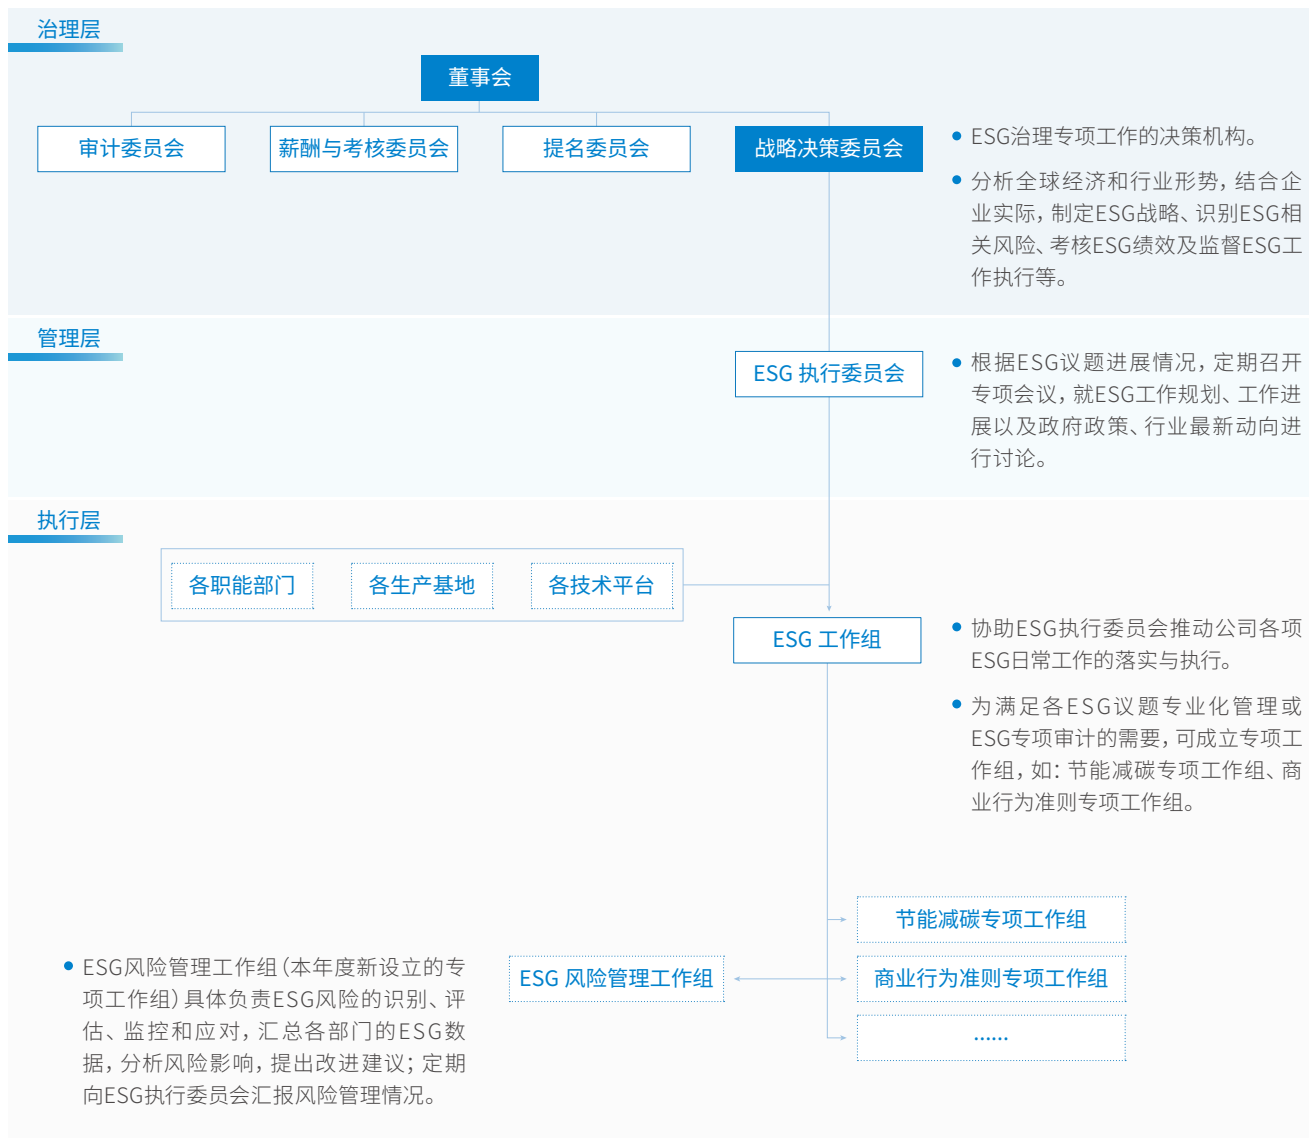 治理层
董事会
审计委员会
薪酬与考核委员会
提名委员会
战略决策委员会
ESG治理专项工作的决策机构。
分析全球经济和行业形势，结合企
业实际，制定ESG战略、识别ESG相
关风险、考核ESG绩效及监督ESG工
作执行等。
管理层
ESG 执行委员会
根据ESG议题进展情况，定期召开
专项会议，就ESG工作规划、工作进
展以及政府政策、行业最新动向进
行讨论。
执行层
各职能部门
各生产基地
各技术平台
ESG 工作组
协助ESG执行委员会推动公司各项
ESG日常工作的落实与执行。
为满足各ESG议题专业化管理或
ESG专项审计的需要，可成立专项工
作组，如：节能减碳专项工作组、商
业行为准则专项工作组。
节能减碳专项工作组
ESG 风险管理工作组
商业行为准则专项工作组
……
ESG风险管理工作组（本年度新设立的专
项工作组）具体负责ESG风险的识别、评
估、监控和应对，汇总各部门的ESG数
据，分析风险影响，提出改进建议；定期
向ESG执行委员会汇报风险管理情况。